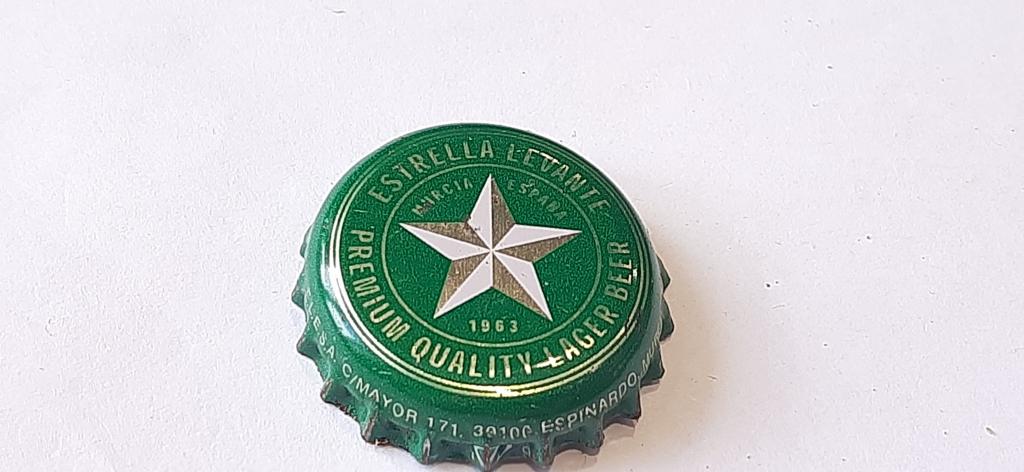 ESTRELLA LEVANTE
MURCIA ESPAÑA
1963
PREMIUM QUALITY LAGER BEER
C/MAYOR 171, 30100 ESPINARDO